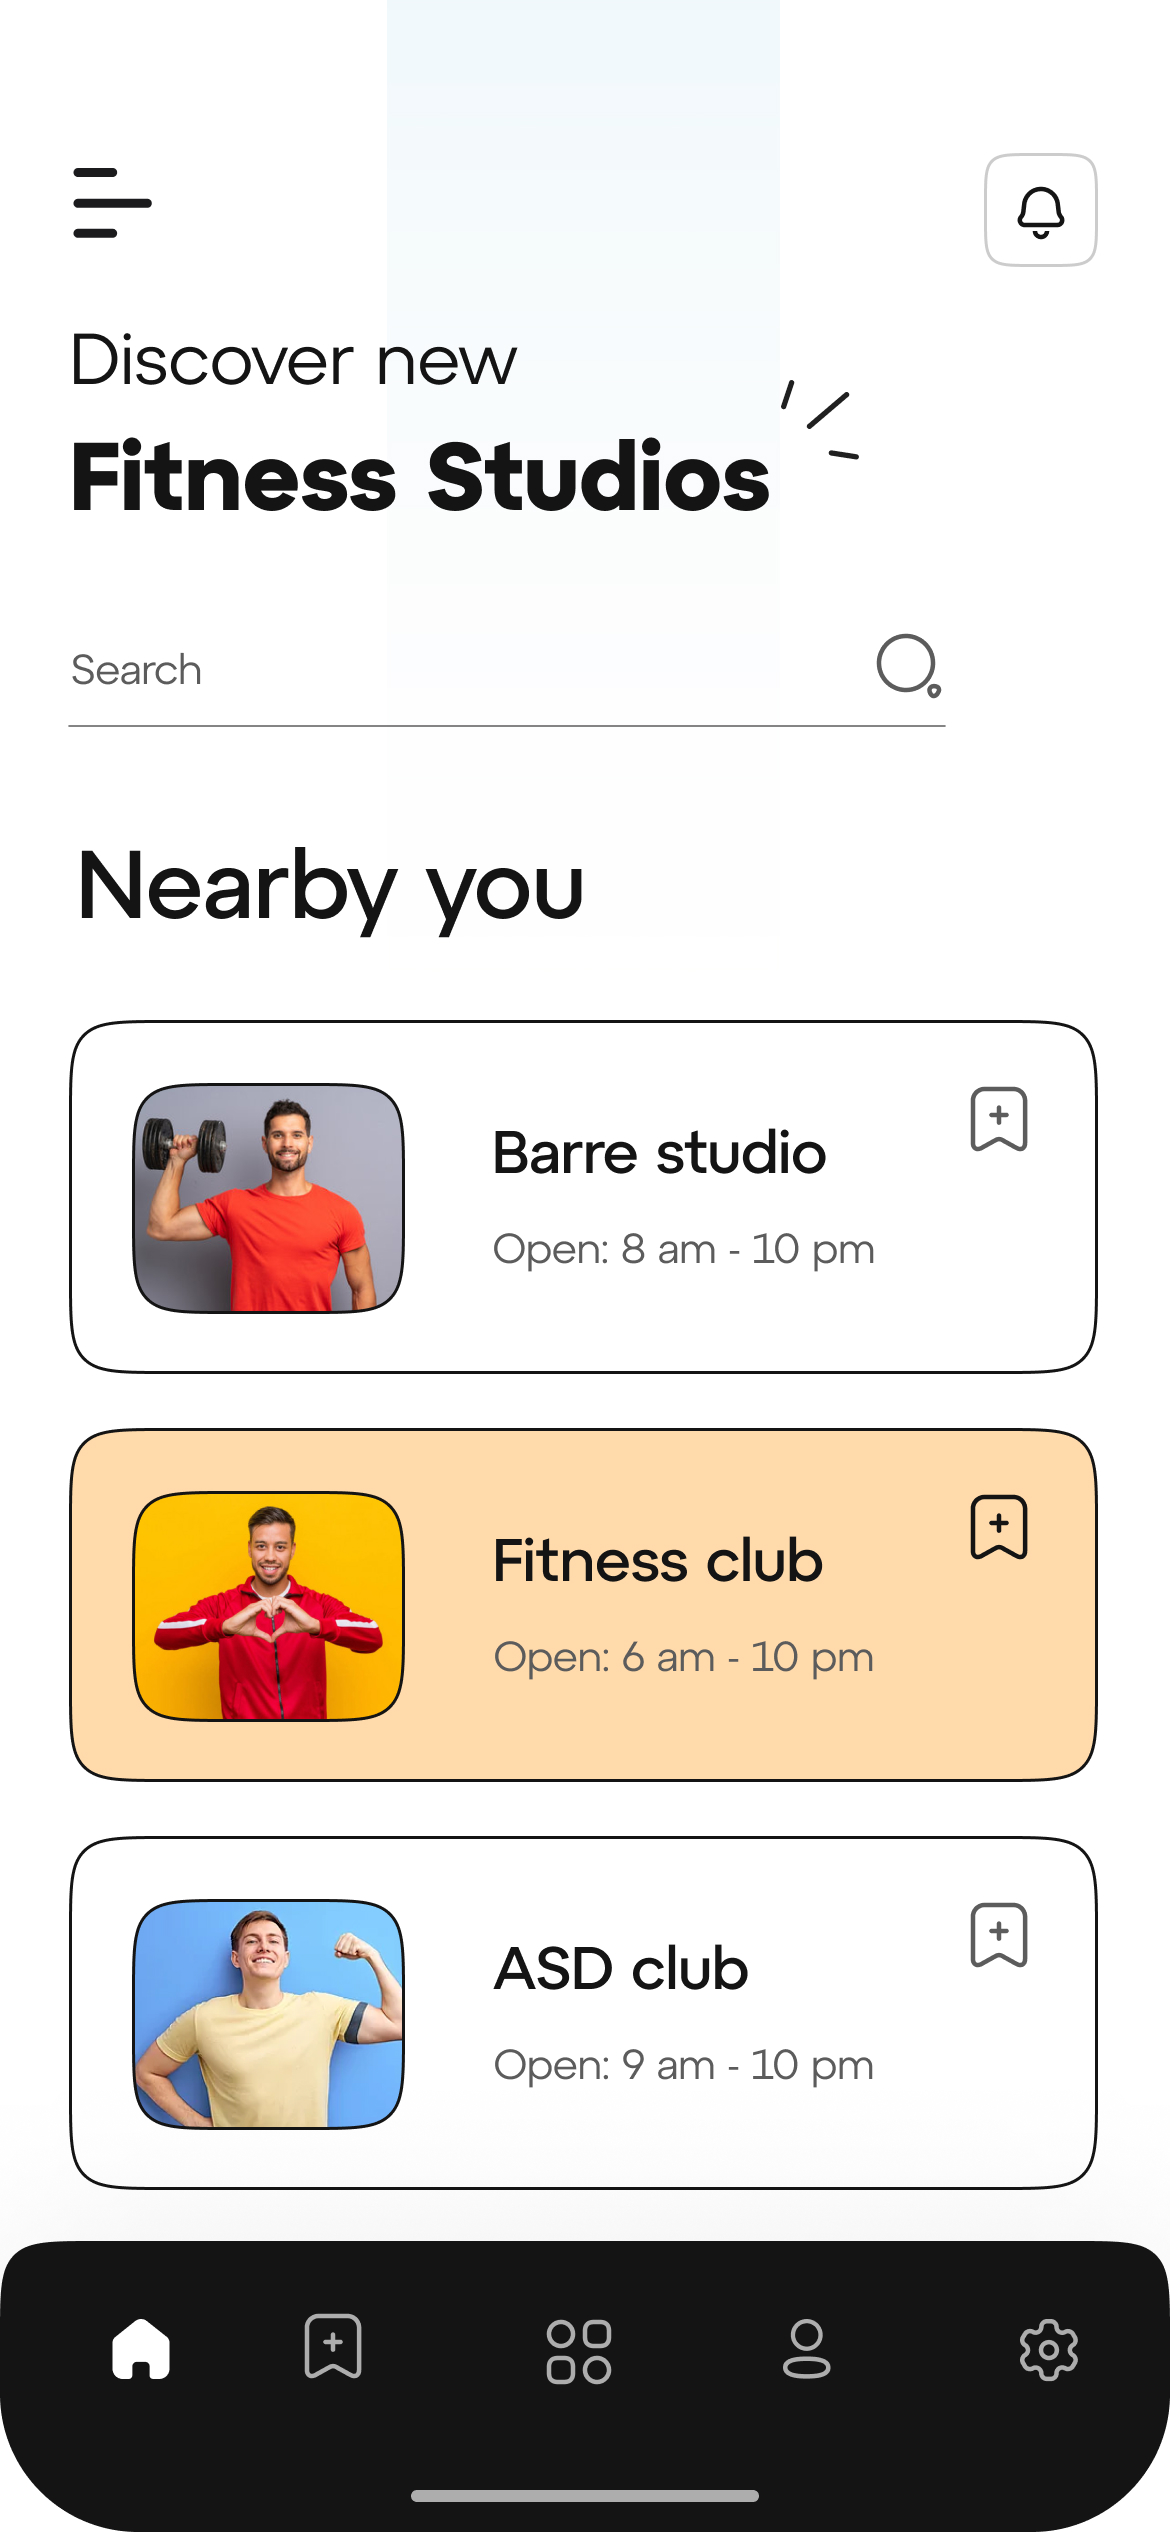 Discover new
Fitness Studios
Search
Nearby you
Barre studio
Open: 8 am - 10 pm
Fitness club
Open: 6 am - 10 pm
ASD club
Open: 9 am - 10 pm